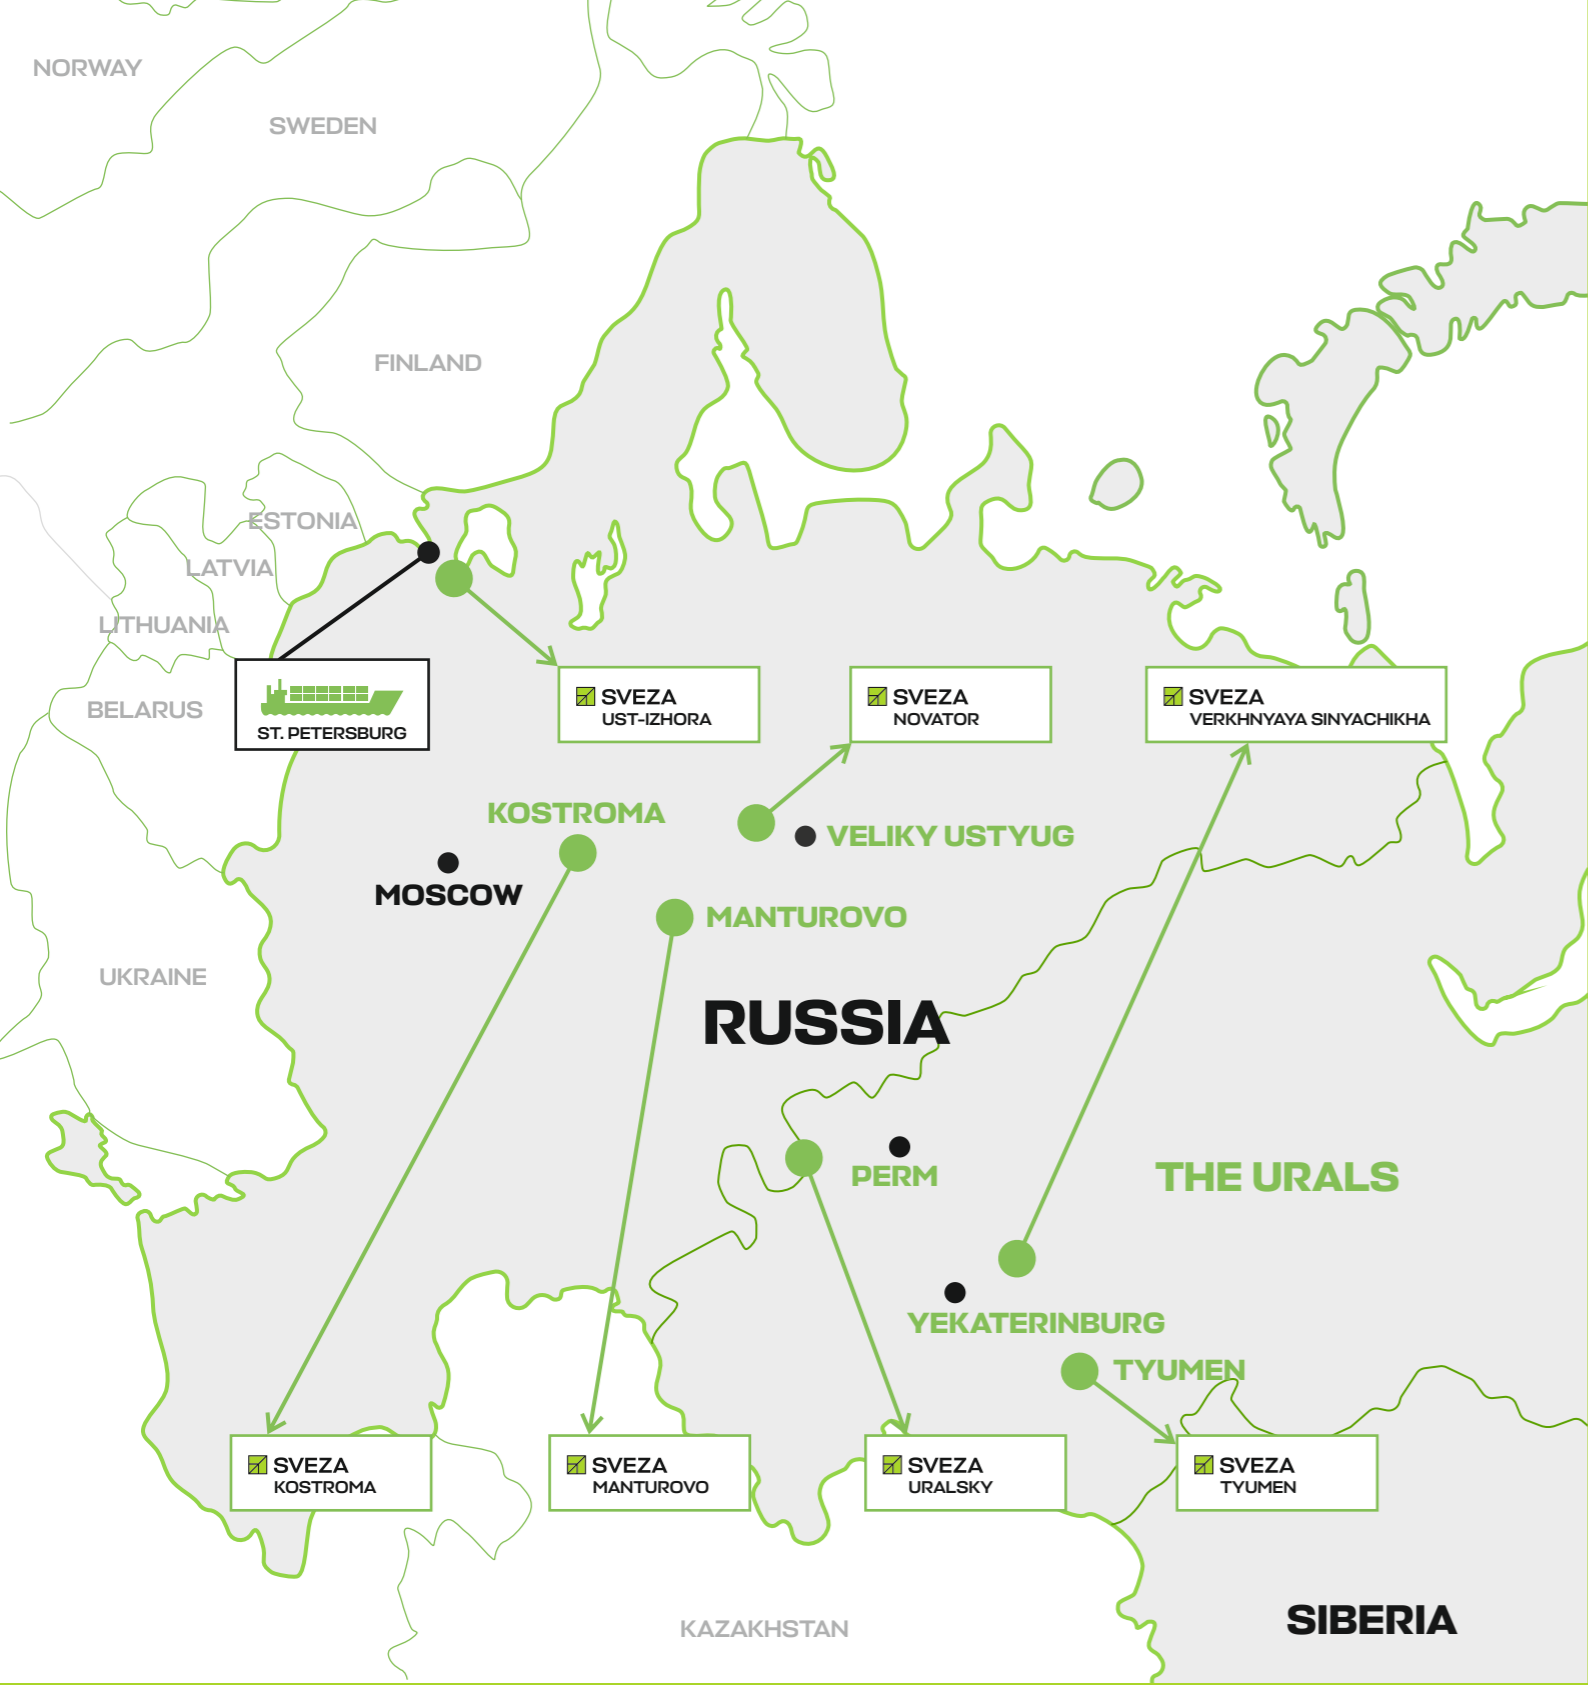 NORWAY
SWEDEN
FINLAND
ESTONIA
LATVIA
LITHUANIA
BELARUS
ST. PETERSBURG
SVEZA
UST-IZHORA
SVEZA
NOVATOR
SVEZA
VERKHNYAYA SINYACHIKHA
KOSTROMA
VELIKY USTYUG
MOSCOW
MANTUROVO
UKRAINE
RUSSIA
PERM
THE URALS
YEKATERINBURG
TYUMEN
SVEZA
KOSTROMA
SVEZA
MANTUROVO
SVEZA
URALSKY
SVEZA
TYUMEN
KAZAKHSTAN
SIBERIA